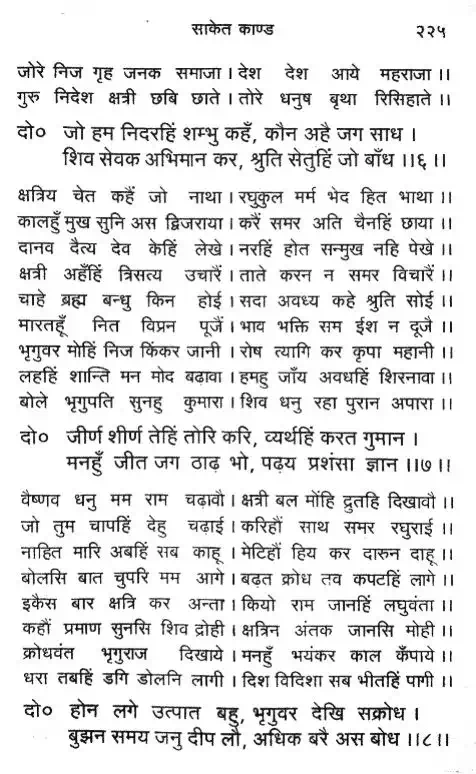 साकेत काण्ड २२५
जोरे निज गृह जनक समाजा। देश देश आये महराजा ।।
गुरु निदेश क्षत्री छबि छाते। तोरे धनुष बृथा रिसिहाते ।।
दो० जो हम निदरहिं शम्भु कहँ, कौन अहै जग साध ।
शिव सेवक अभिमान कर, श्रुति सेतुहिं जो बाँध ।।६।।
क्षत्रिय चेत कहैं जो नाथा। रघुकुल मर्म भेद हित भाथा ।।
कालहुँ मुख सुनि अस द्विजराया। करैं समर अति चैनहिं छाया ।।
दानव दैत्य देव केहिं लेखे। नरहिं होत सन्मुख नहि पेखे ।।
क्षत्री अहँहिं त्रिसत्य उचारैं। ताते करन न समर विचारैं ।।
चाहे ब्रह्म बन्धु किन होई। सदा अवध्य कहे श्रुति सोई ।।
मारतहूँ नित विप्रन पूजैं। भाव भक्ति सम ईश न दूजै ।।
भृगुवर मोहिं निज किंकर जानी। रोष त्यागि कर कृपा महानी ।।
लहहिं शान्ति मन मोद बढ़ावा। हमहु जाँय अवधहिं शिरनावा ।।
बोले भृगुपति सुनहु कुमारा। शिव धनु रहा पुरान अपारा ।।
दो० जीर्ण शीर्ण तेहिं तोरि करि, व्यर्थहिं करत गुमान ।
मनहुँ जीत जग ठाढ़ भो, पढ़य प्रशंसा ज्ञान ।।७।।
वैष्णव धनु मम राम चढ़ावौ। क्षत्री बल मोंहि द्रुतहि दिखावौ ।।
जो तुम चापहिं देहु चढ़ाई। करिहौं साथ समर रघुराई ।।
नाहित मारि अबहिं सब काहू। मेटिहौं हिय कर दारुन दाहू ।।
बोलसि बात चुपरि मम आगे। बढ़त क्रोध तव कपटहिं लागे ।।
इकैस बार क्षत्रि कर अन्ता। कियो राम जानहिं लघुवंता ।।
कहौं प्रमाण सुनसि शिव द्रोही। क्षत्रिन अंतक जानसि मोही ।।
क्रोधवंत भृगुराज दिखाये। मनहुँ भयंकर काल कँपाये ।।
धरा तबहिं डगि डोलनि लागी। दिश विदिशा सब भीतहिं पागी ।।
दो० होन लगे उत्पात बहु, भृगुवर देखि सक्रोध ।
बुझन समय जनु दीप लौ, अधिक बरै अस बोध ।।८।।